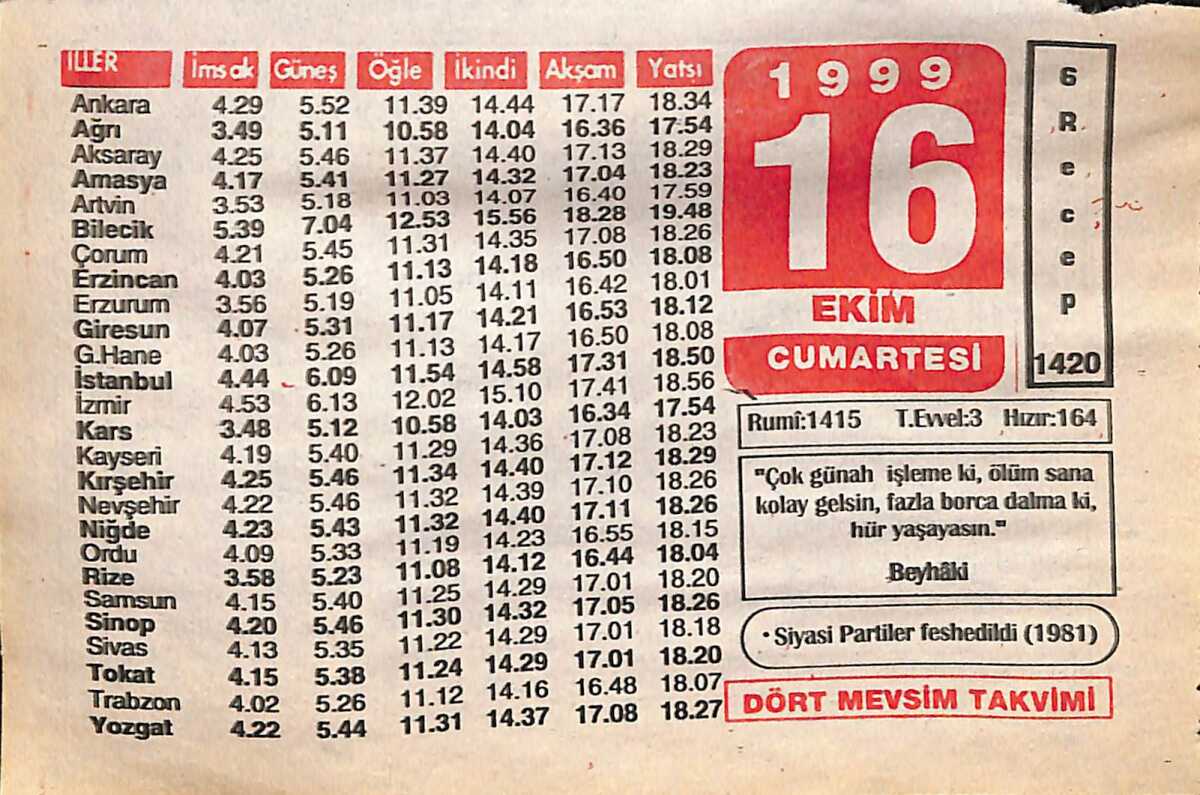 İLLER İmsak Güneş Öğle İkindi Akşam Yatsı
Ankara 4.29 5.52 11.39 14.44 17.17 18.34
Ağrı 3.49 5.11 10.58 14.04 16.36 17.54
Aksaray 4.25 5.46 11.37 14.40 17.13 18.29
Amasya 4.17 5.41 11.27 14.32 17.04 18.23
Artvin 3.53 5.18 11.03 14.07 16.40 17.59
Bilecik 5.39 7.04 12.53 15.56 18.28 19.48
Çorum 4.21 5.45 11.31 14.35 17.08 18.26
Erzincan 4.03 5.26 11.13 14.18 16.50 18.08
Erzurum 3.56 5.19 11.05 14.11 16.42 18.01
Giresun 4.07 5.31 11.17 14.21 16.53 18.12
G.Hane 4.03 5.26 11.13 14.17 16.50 18.08
İstanbul 4.44 6.09 11.54 14.58 17.31 18.50
İzmir 4.53 6.13 12.02 15.10 17.41 18.56
Kars 3.48 5.12 10.58 14.03 16.34 17.54
Kayseri 4.19 5.40 11.29 14.36 17.08 18.23
Kırşehir 4.25 5.46 11.34 14.40 17.12 18.29
Nevşehir 4.22 5.46 11.32 14.39 17.10 18.26
Niğde 4.23 5.43 11.32 14.40 17.11 18.26
Ordu 4.09 5.33 11.19 14.23 16.55 18.15
Rize 3.58 5.23 11.08 14.12 16.44 18.04
Samsun 4.15 5.40 11.25 14.29 17.01 18.20
Sinop 4.20 5.46 11.30 14.32 17.05 18.26
Sivas 4.13 5.35 11.22 14.29 17.01 18.18
Tokat 4.15 5.38 11.24 14.29 17.01 18.20
Trabzon 4.02 5.26 11.12 14.16 16.48 18.07
Yozgat 4.22 5.44 11.31 14.37 17.08 18.27
1999
16
EKİM
CUMARTESİ
6 Recep
1420
Rumî:1415 T.Evvel:3 Hızır:164
"Çok günah işleme ki, ölüm sana
kolay gelsin, fazla borca dalma ki,
hür yaşayasın."
Beyhâki
• Siyasi Partiler feshedildi (1981)
DÖRT MEVSİM TAKVİMİ